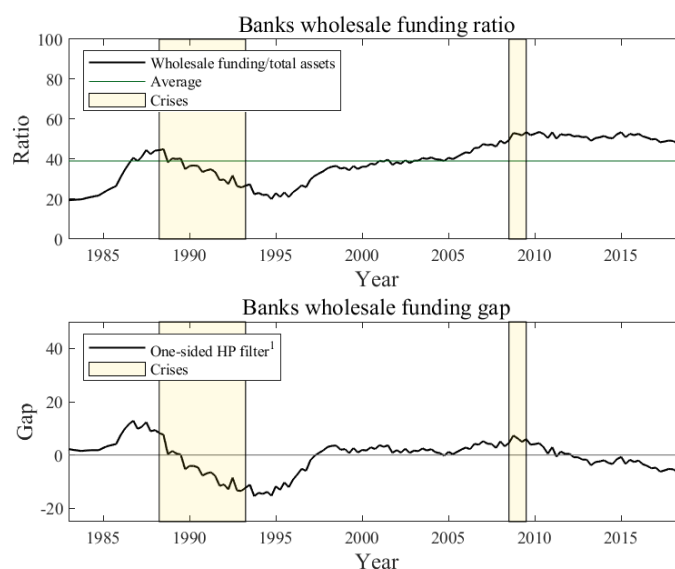 Banks wholesale funding ratio
100
80
60
40
20
0
Ratio
Wholesale funding/total assets
Average
Crises
1985 1990 1995 2000 2005 2010 2015
Year
Banks wholesale funding gap
40
20
0
-20
Gap
One-sided HP filter1
Crises
1985 1990 1995 2000 2005 2010 2015
Year